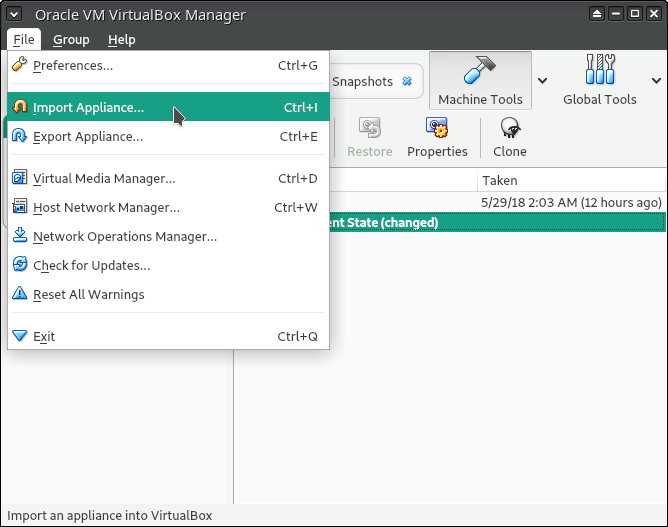 Oracle VM VirtualBox Manager
File Group Help
Preferences... Ctrl+G
Import Appliance... Ctrl+I
Export Appliance... Ctrl+E
Virtual Media Manager... Ctrl+D
Host Network Manager... Ctrl+W
Network Operations Manager...
Check for Updates...
Reset All Warnings
Exit Ctrl+Q
Snapshots
Machine Tools
Global Tools
Restore
Properties
Clone
Taken
5/29/18 2:03 AM (12 hours ago)
State (changed)
Import an appliance into VirtualBox